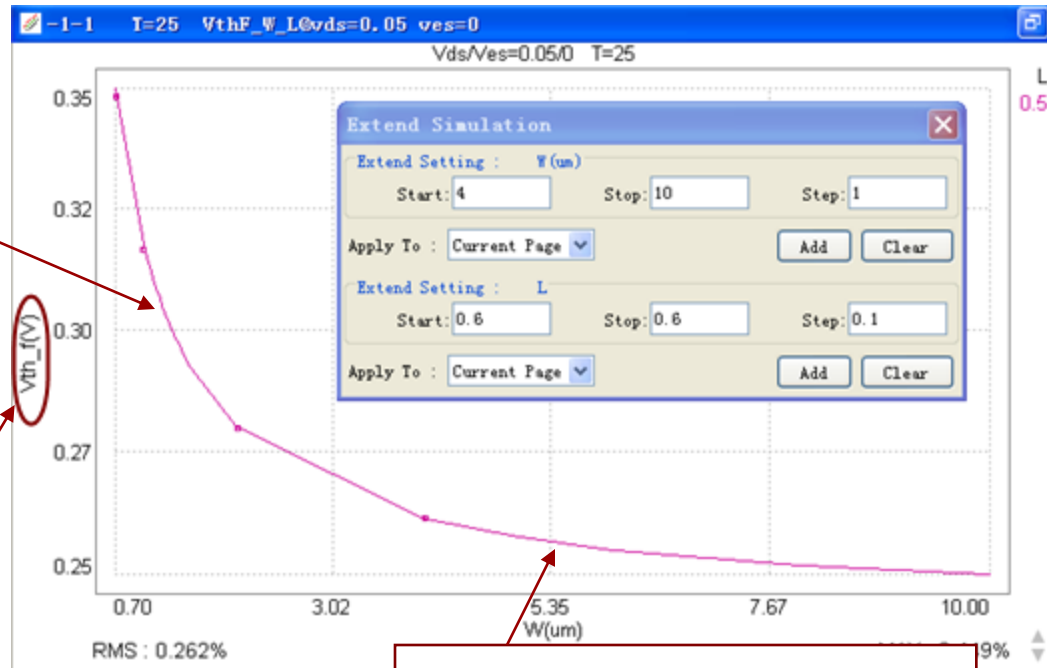 -1-1 T=25 VthF_W_L@vds=0.05 ves=0
Vds/Ves=0.05/0 T=25
L
0.5
0.35
0.32
0.30
0.27
0.25
Vth_f(V)
Extend Simulation
Extend Setting : W(um)
Start: 4 Stop: 10 Step: 1
Apply To : Current Page Add Clear
Extend Setting : L
Start: 0.6 Stop: 0.6 Step: 0.1
Apply To : Current Page Add Clear
0.70 3.02 5.35 7.67 10.00
W(um)
RMS : 0.262%
9%